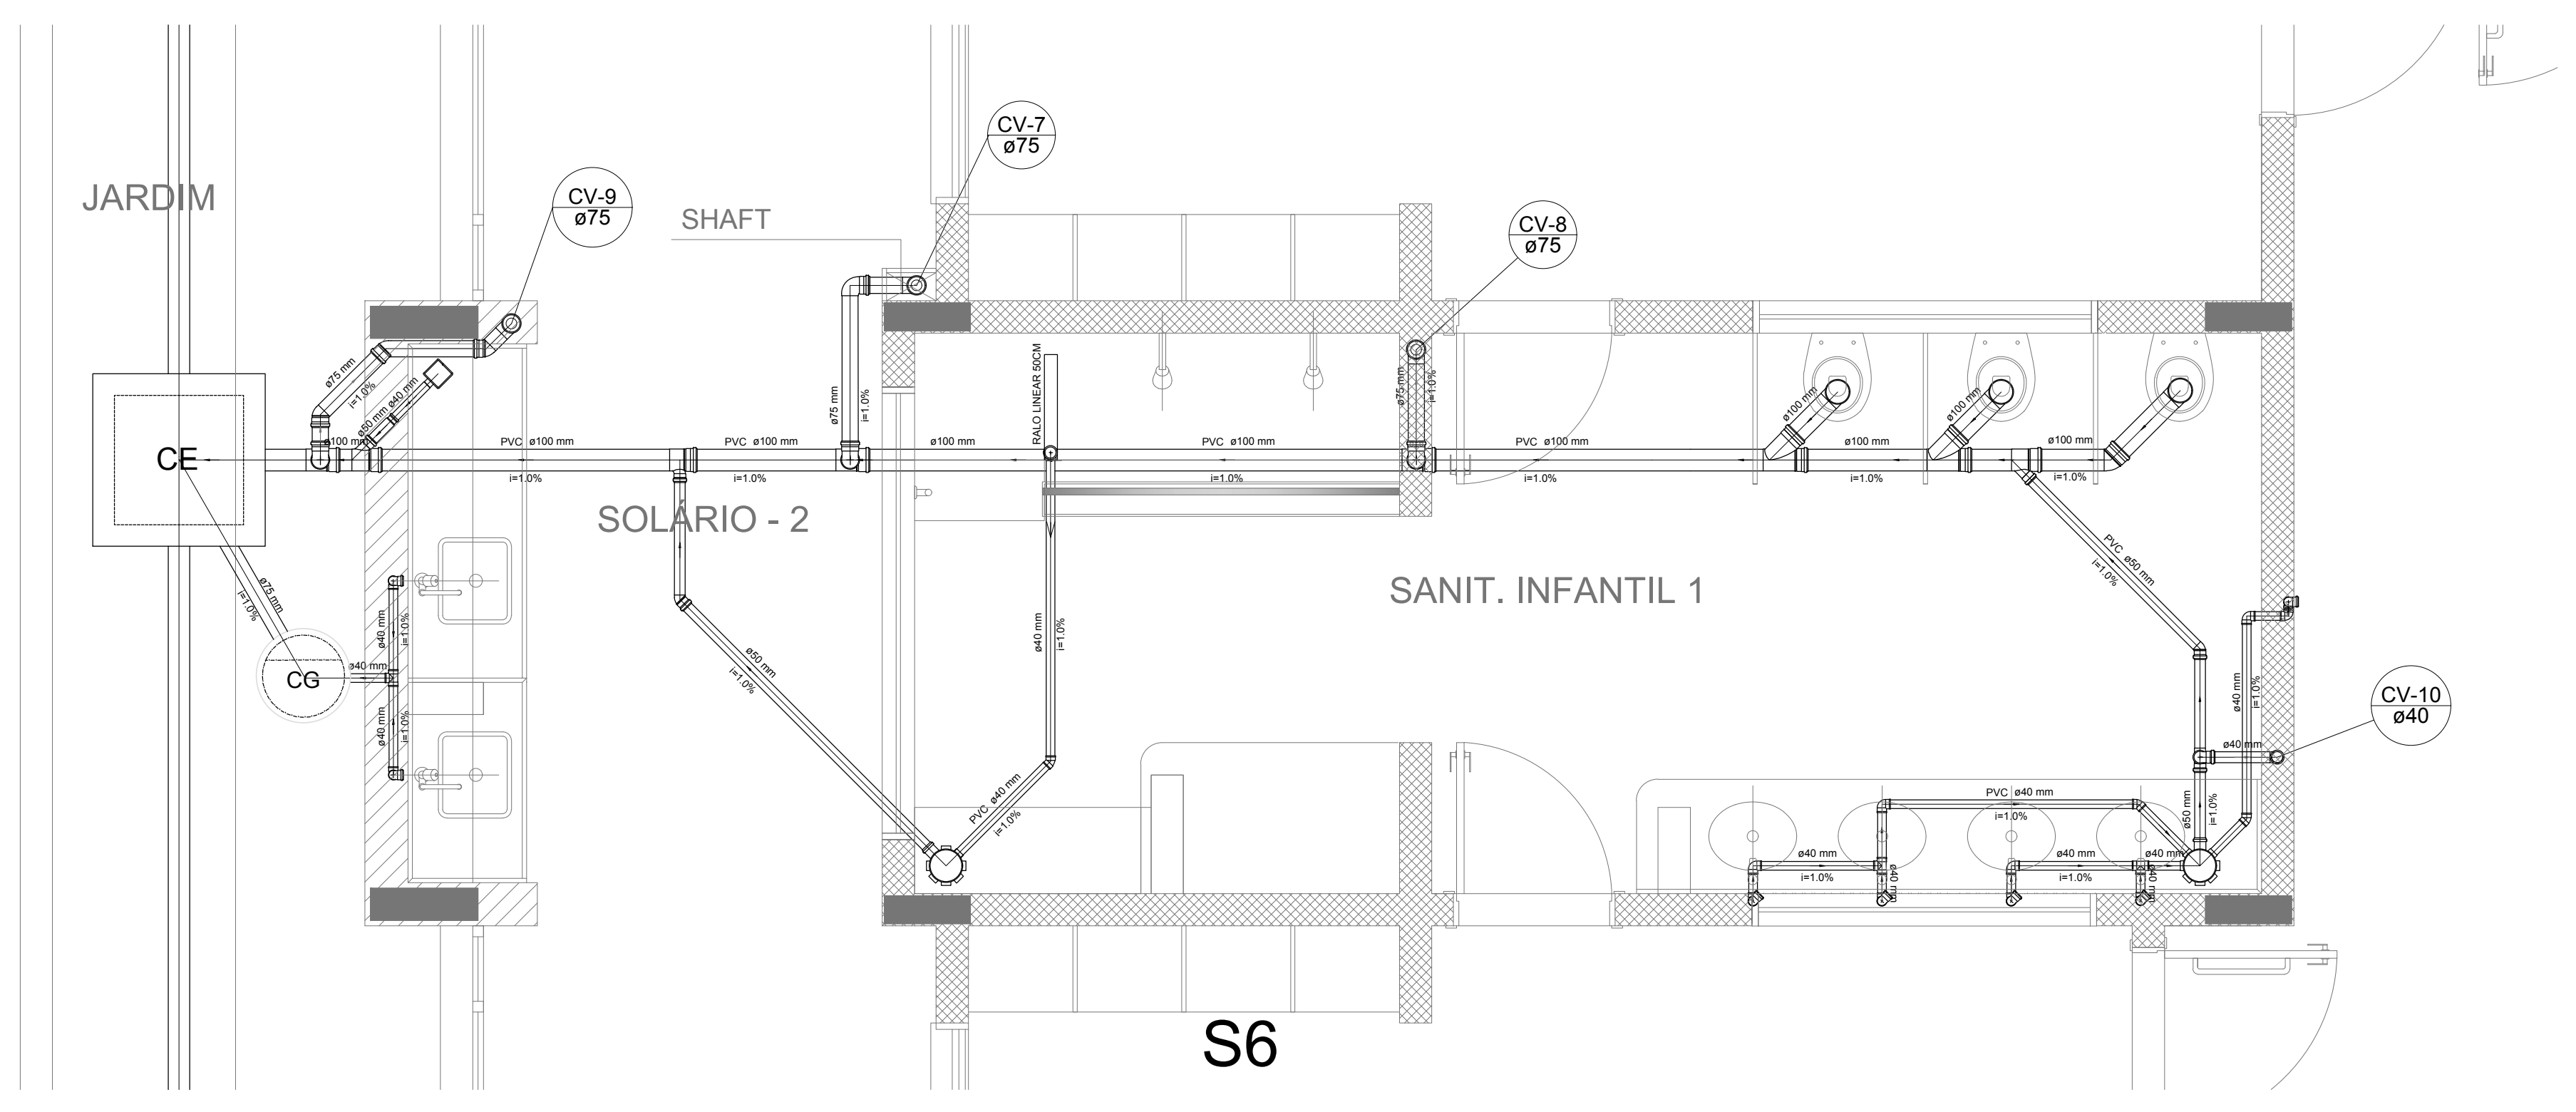 JARDIM
CV-9
ø75
SHAFT
CV-7
ø75
CV-8
ø75
ø75 mm
i=1.0%
ø50 mm
ø40 mm
ø75 mm
i=1.0%
RALO LINEAR 50CM
ø75 mm
i=1.0%
ø100 mm
ø100 mm
CE
ø100 mm
PVC ø100 mm
i=1.0%
PVC ø100 mm
i=1.0%
ø100 mm
PVC ø100 mm
i=1.0%
PVC ø100 mm
i=1.0%
ø100 mm
i=1.0%
ø100 mm
i=1.0%
SOLÁRIO - 2
SANIT. INFANTIL 1
ø75 mm
i=1.0%
CG
ø40 mm
ø40 mm
i=1.0%
ø40 mm
i=1.0%
ø50 mm
i=1.0%
ø40 mm
i=1.0%
PVC ø40 mm
i=1.0%
PVC ø50 mm
i=1.0%
ø40 mm
i=1.0%
CV-10
ø40
ø40 mm
ø50 mm
i=1.0%
PVC ø40 mm
i=1.0%
ø40 mm
i=1.0%
ø40 mm
ø40 mm
i=1.0%
ø40 mm
ø40 mm
S6